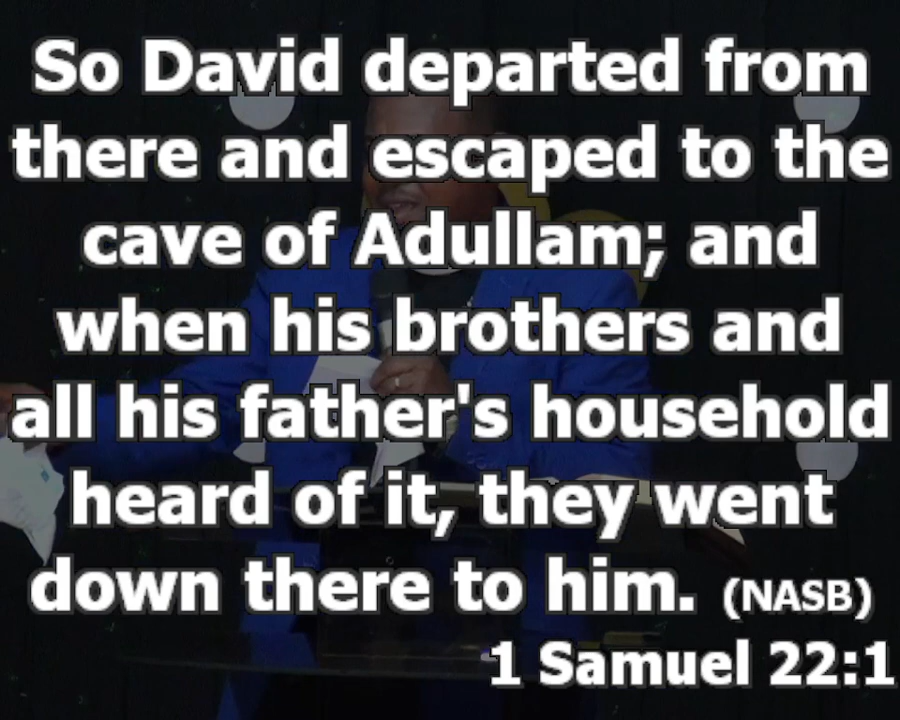 So David departed from
there and escaped to the
cave of Adullam; and
when his brothers and
all his father's household
heard of it, they went
down there to him. (NASB)
1 Samuel 22:1